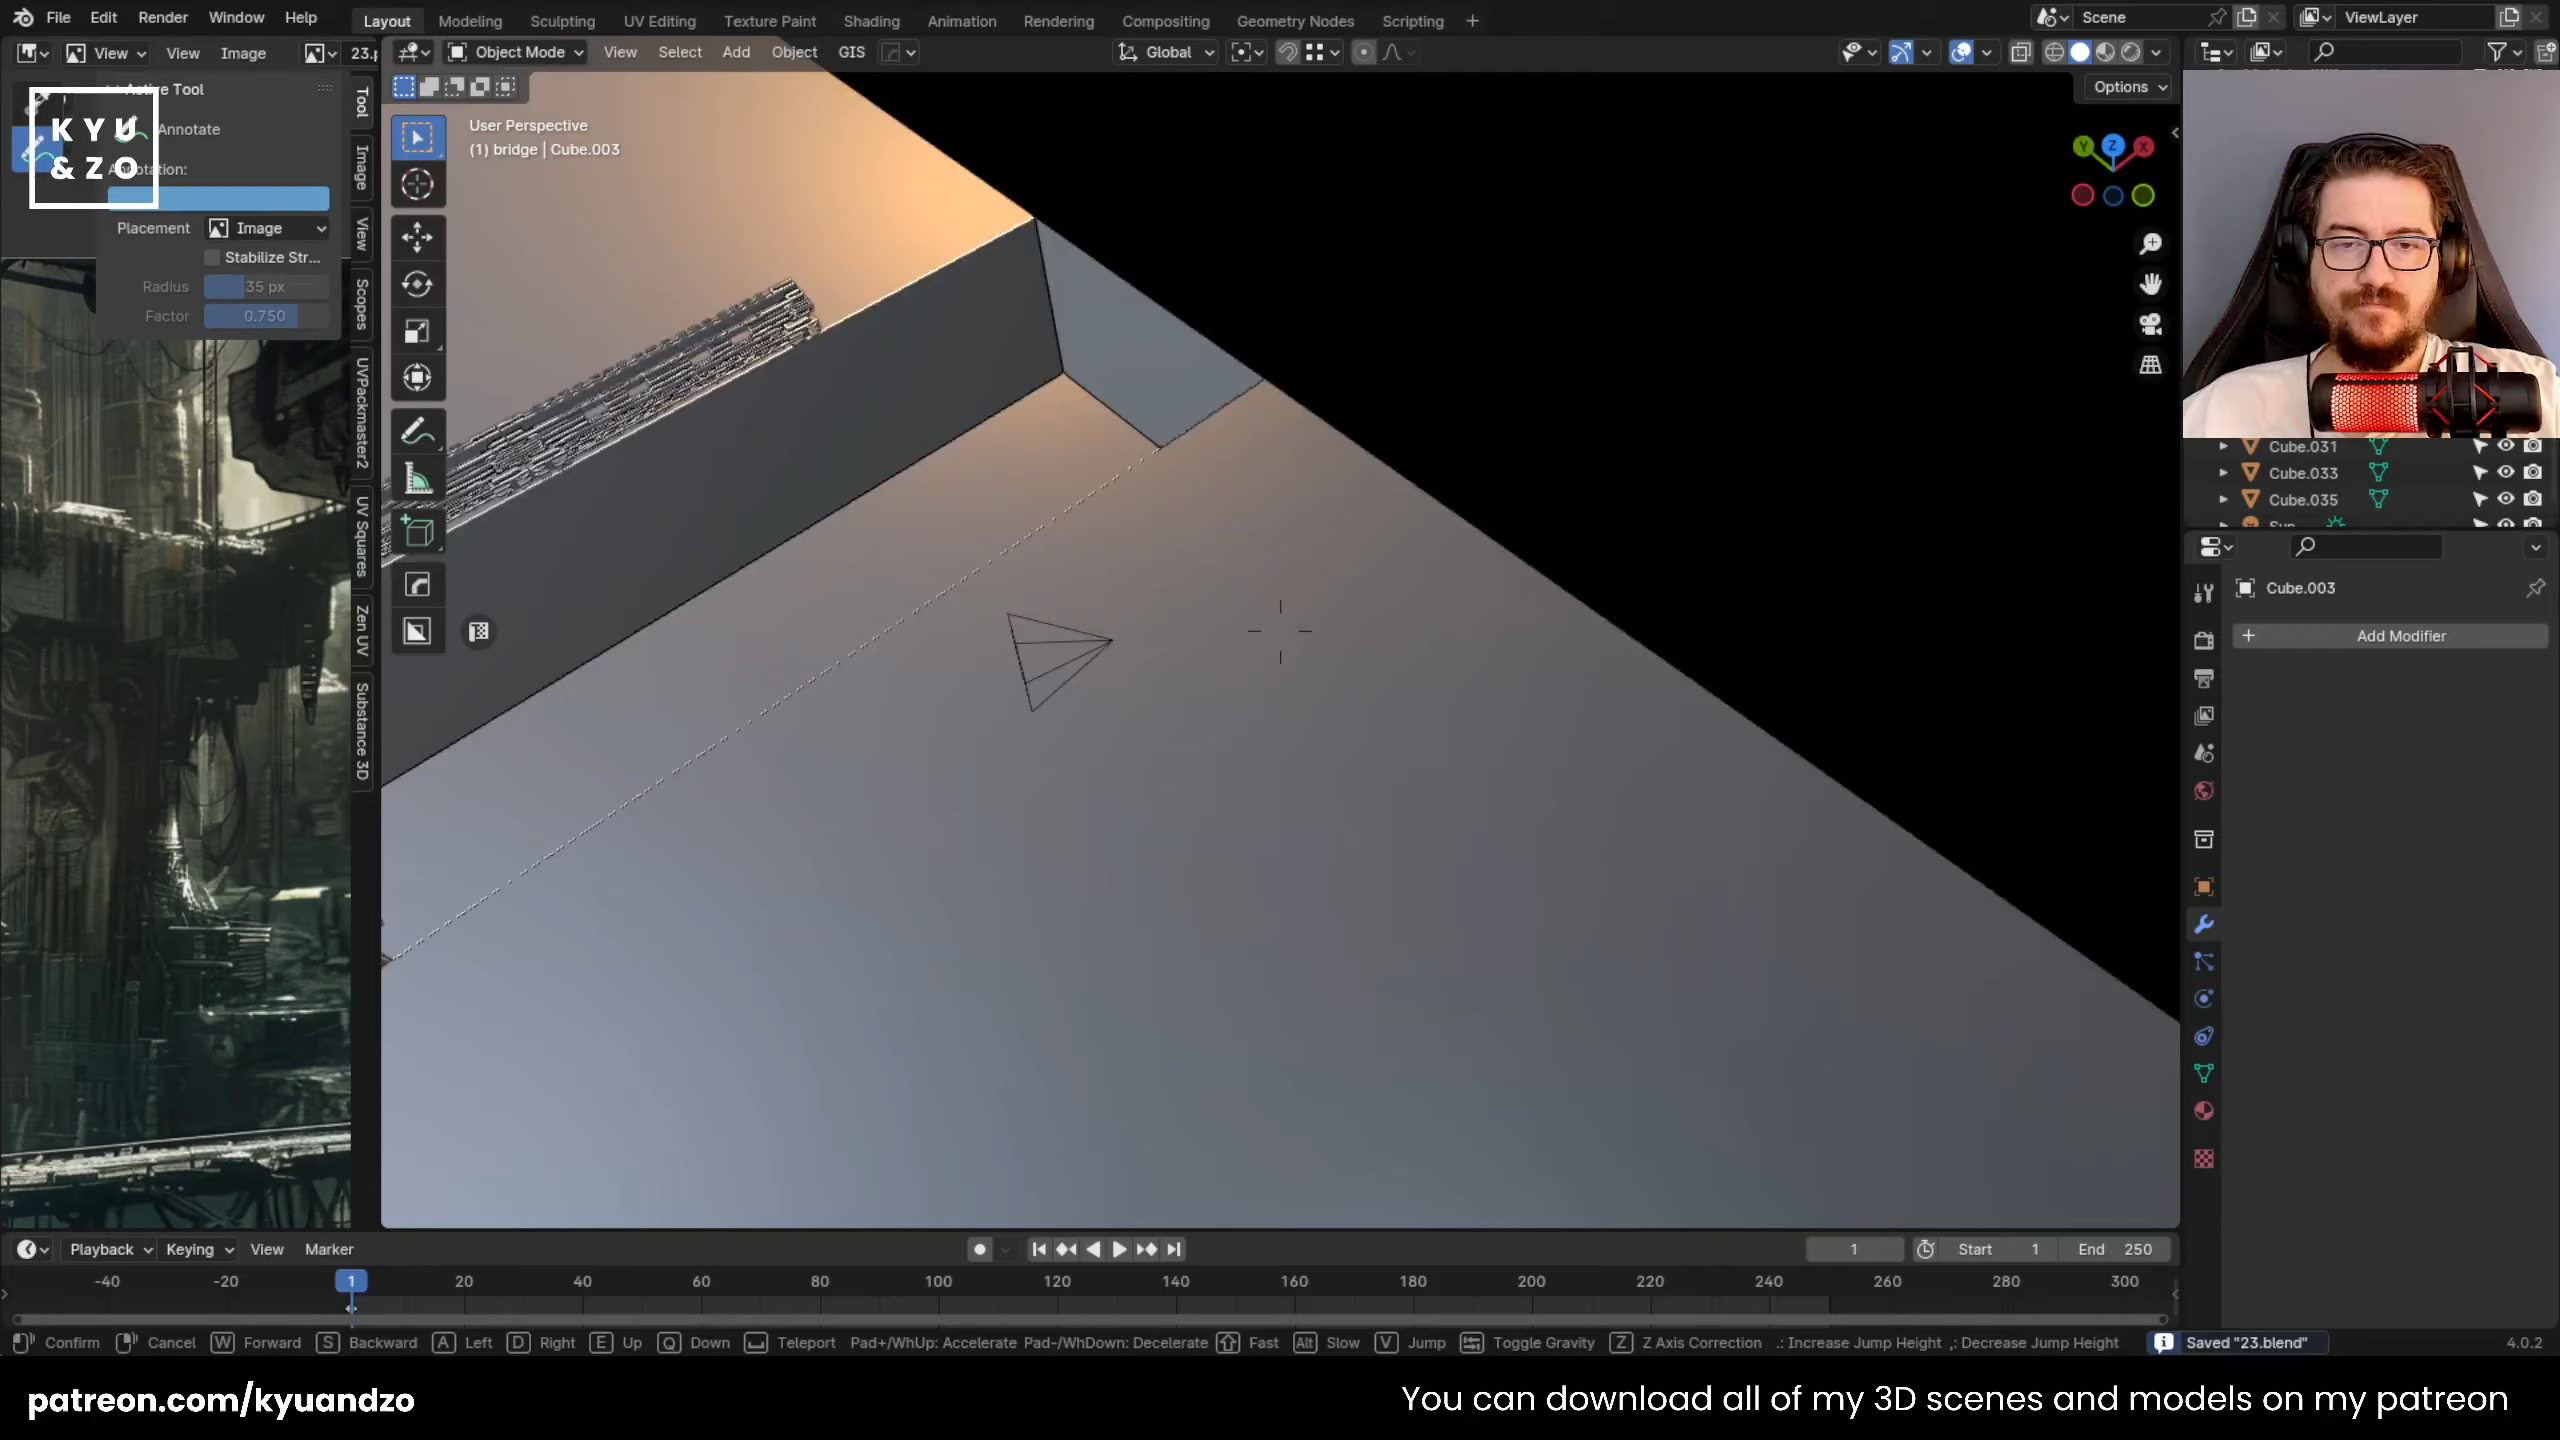 File Edit Render Window Help
Layout Modeling Sculpting UV Editing Texture Paint Shading Animation Rendering Compositing Geometry Nodes Scripting +
Scene
ViewLayer
View View Image 23.
Object Mode View Select Add Object GIS
Global
Options
Active Tool
Annotate
Annotation:
Placement Image
Stabilize Str...
Radius 35 px
Factor 0.750
KYU
& ZO
Tool
Image
View
Scopes
UVPackmaster2
UV Squares
Zen UV
Substance 3D
User Perspective
(1) bridge | Cube.003
Y Z X
Cube.031
Cube.033
Cube.035
Sun
Cube.003
+ Add Modifier
Playback Keying View Marker
1 Start 1 End 250
-40 -20 1 20 40 60 80 100 120 140 160 180 200 220 240 260 280 300
Confirm Cancel W Forward S Backward A Left D Right E Up Q Down Teleport Pad+/WhUp: Accelerate Pad-/WhDown: Decelerate Fast Alt Slow V Jump Toggle Gravity Z Z Axis Correction .: Increase Jump Height ,: Decrease Jump Height Saved "23.blend" 4.0.2
patreon.com/kyuandzo
You can download all of my 3D scenes and models on my patreon